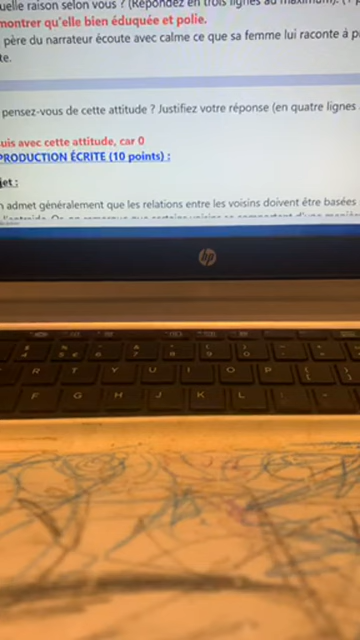 uelle raison selon vous ? (Répondez en trois lignes au maximum). (1
montrer qu'elle bien éduquée et polie.
père du narrateur écoute avec calme ce que sa femme lui raconte à p
te.
pensez-vous de cette attitude ? Justifiez votre réponse (en quatre lignes
uis avec cette attitude, car 0
PRODUCTION ÉCRITE (10 points) :
jet :
n admet généralement que les relations entre les voisins doivent être basées
hp
R T Y U I O P
F G H J K L